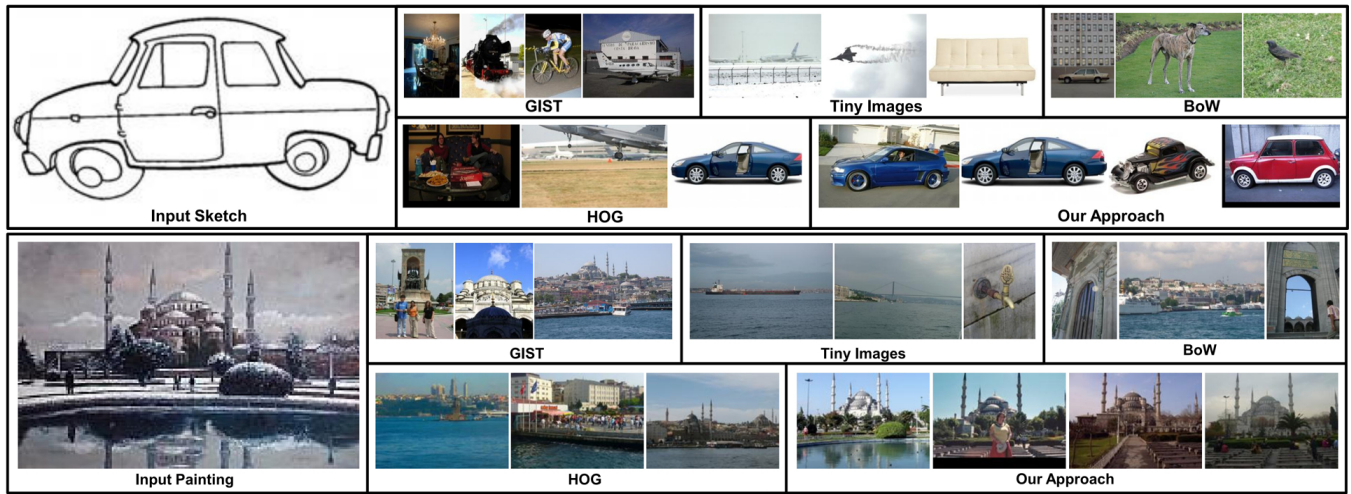 GIST
Tiny Images
BoW
Input Sketch
HOG
Our Approach
GIST
Tiny Images
BoW
Input Painting
HOG
Our Approach